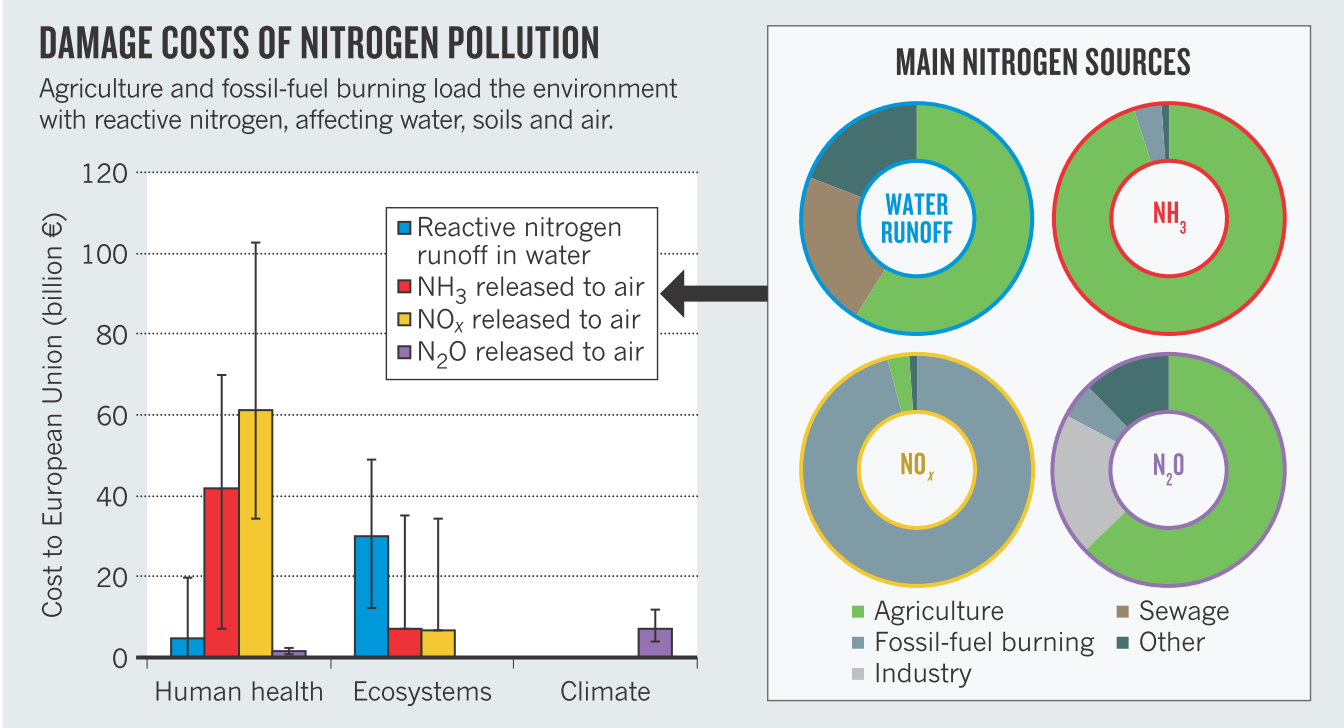 DAMAGE COSTS OF NITROGEN POLLUTION
Agriculture and fossil-fuel burning load the environment
with reactive nitrogen, affecting water, soils and air.
Cost to European Union (billion €)
120
100
80
60
40
20
0
Reactive nitrogen
runoff in water
NH₃ released to air
NOₓ released to air
N₂O released to air
Human health
Ecosystems
Climate
MAIN NITROGEN SOURCES
WATER
RUNOFF
NH₃
NOₓ
N₂O
Agriculture
Fossil-fuel burning
Industry
Sewage
Other